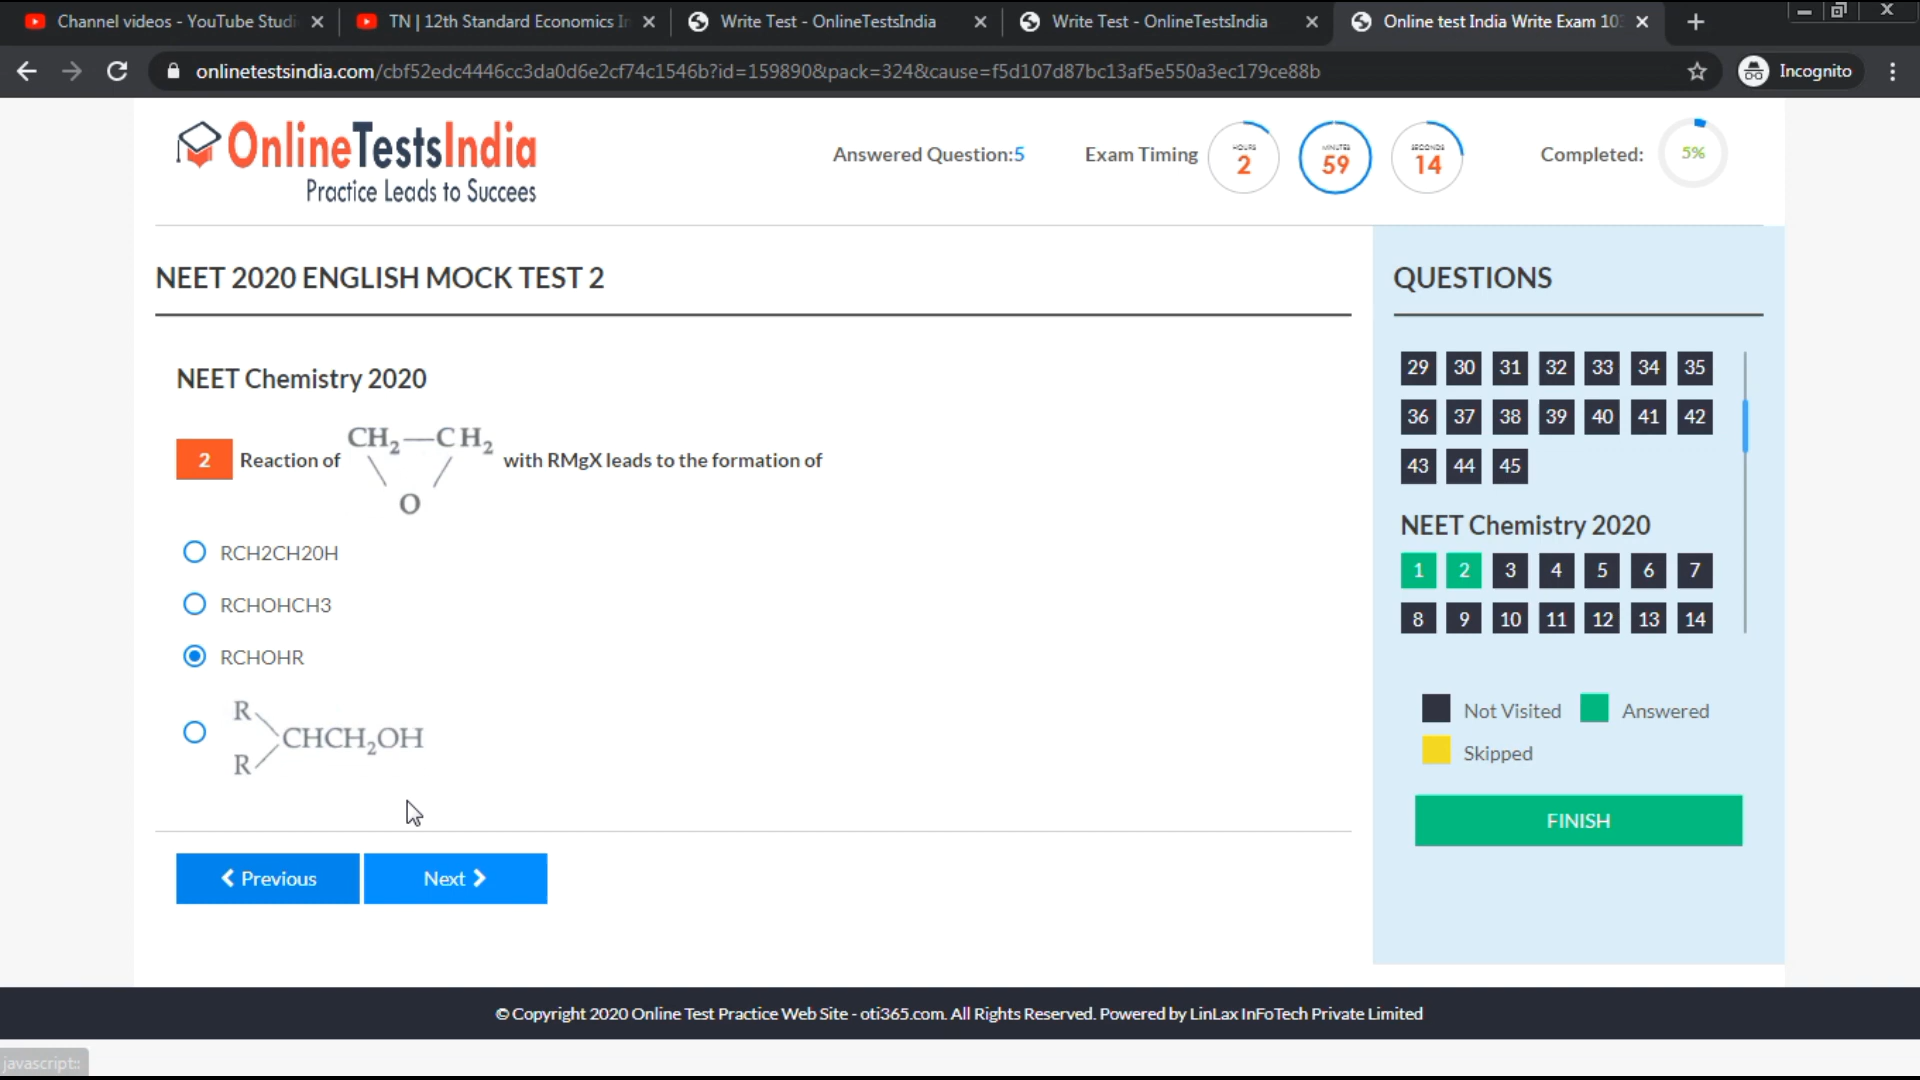 Channel videos - YouTube Studi
TN | 12th Standard Economics In
Write Test - OnlineTestsIndia
Write Test - OnlineTestsIndia
Online test India Write Exam 103
onlinetestsindia.com/cbf52edc4446cc3da0d6e2cf74c1546b?id=159890&pack=324&cause=f5d107d87bc13af5e550a3ec179ce88b
Incognito
OnlineTestsIndia
Practice Leads to Succees
Answered Question:5
Exam Timing
HOURS
2
MINUTES
59
SECONDS
14
Completed:
5%
NEET 2020 ENGLISH MOCK TEST 2
NEET Chemistry 2020
2 Reaction of CH₂—CH₂ with RMgX leads to the formation of
O
RCH2CH20H
RCHOHCH3
RCHOHR
R
CHCH₂OH
R
Previous
Next
QUESTIONS
29 30 31 32 33 34 35
36 37 38 39 40 41 42
43 44 45
NEET Chemistry 2020
1 2 3 4 5 6 7
8 9 10 11 12 13 14
Not Visited
Answered
Skipped
FINISH
© Copyright 2020 Online Test Practice Web Site - oti365.com. All Rights Reserved. Powered by LinLax InFoTech Private Limited
javascript::